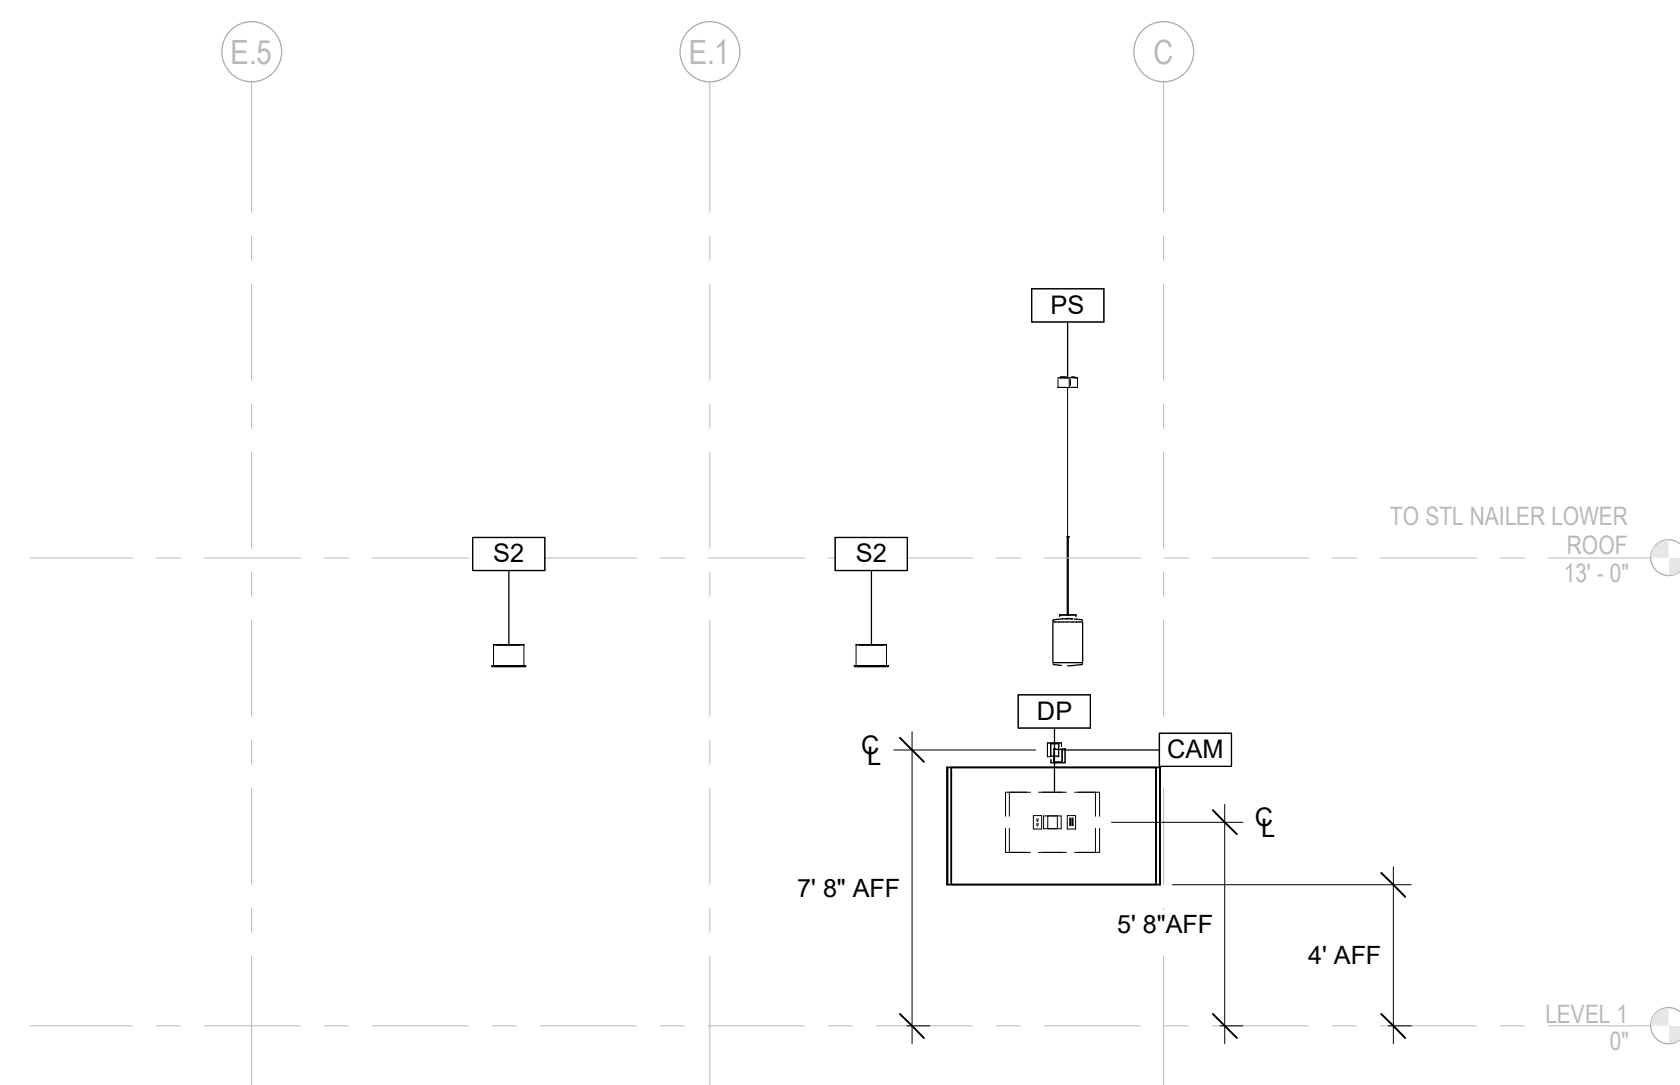 E.5
E.1
C
PS
TO STL NAILER LOWER
ROOF
13' - 0"
S2
S2
DP
℄
CAM
℄
7' 8" AFF
5' 8"AFF
4' AFF
LEVEL 1
0"